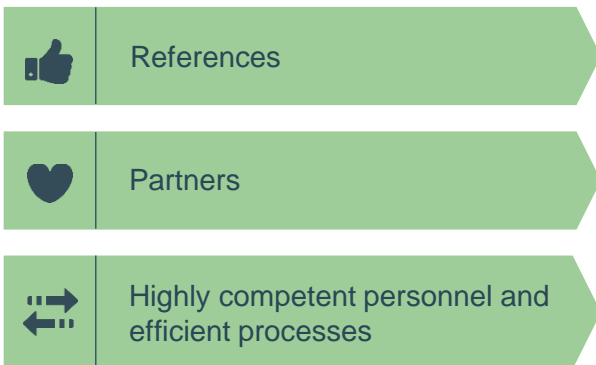 References
Partners
Highly competent personnel and
efficient processes